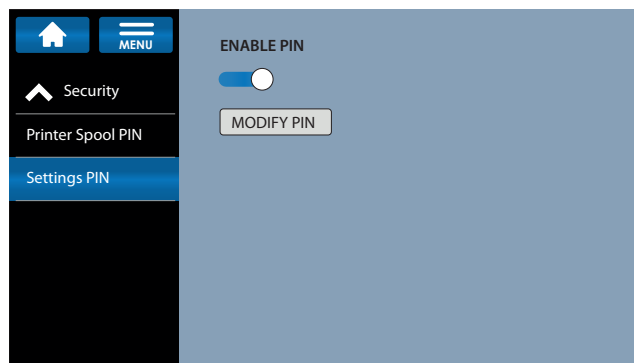 MENU
Security
Printer Spool PIN
Settings PIN
ENABLE PIN
MODIFY PIN